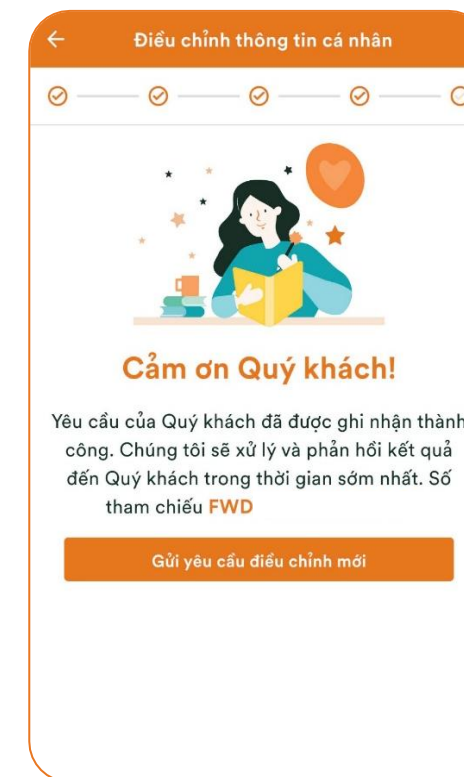 Điều chỉnh thông tin cá nhân
Cảm ơn Quý khách!
Yêu cầu của Quý khách đã được ghi nhận thành
công. Chúng tôi sẽ xử lý và phản hồi kết quả
đến Quý khách trong thời gian sớm nhất. Số
tham chiếu FWD
Gửi yêu cầu điều chỉnh mới